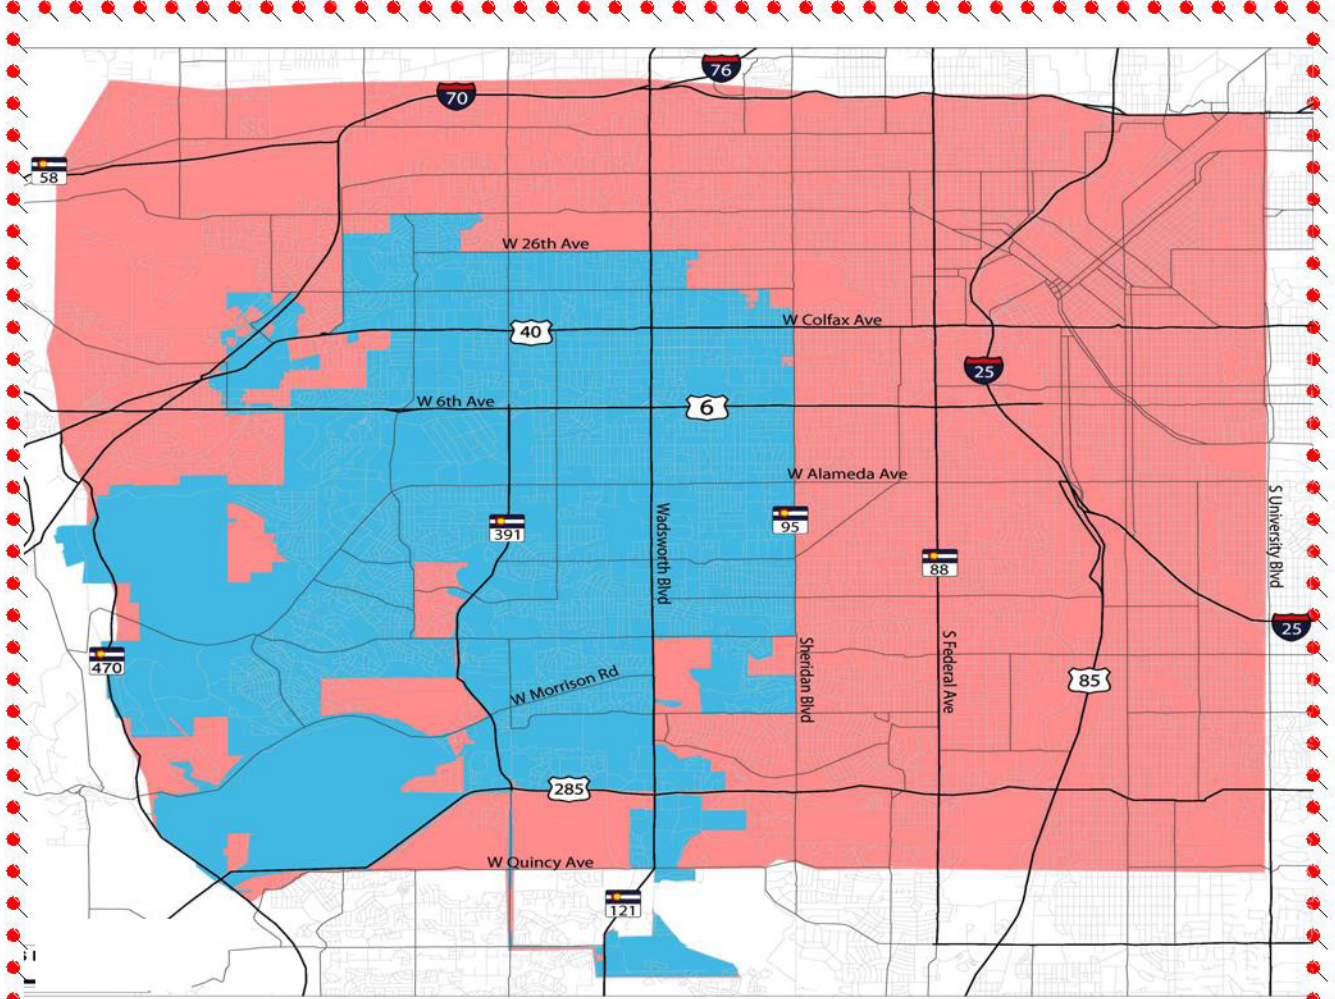 76
70
58
W 26th Ave
W Colfax Ave
40
25
W 6th Ave
6
W Alameda Ave
S University Blvd
Wadsworth Blvd
95
391
88
25
470
Sheridan Blvd
S Federal Ave
W Morrison Rd
85
285
W Quincy Ave
121